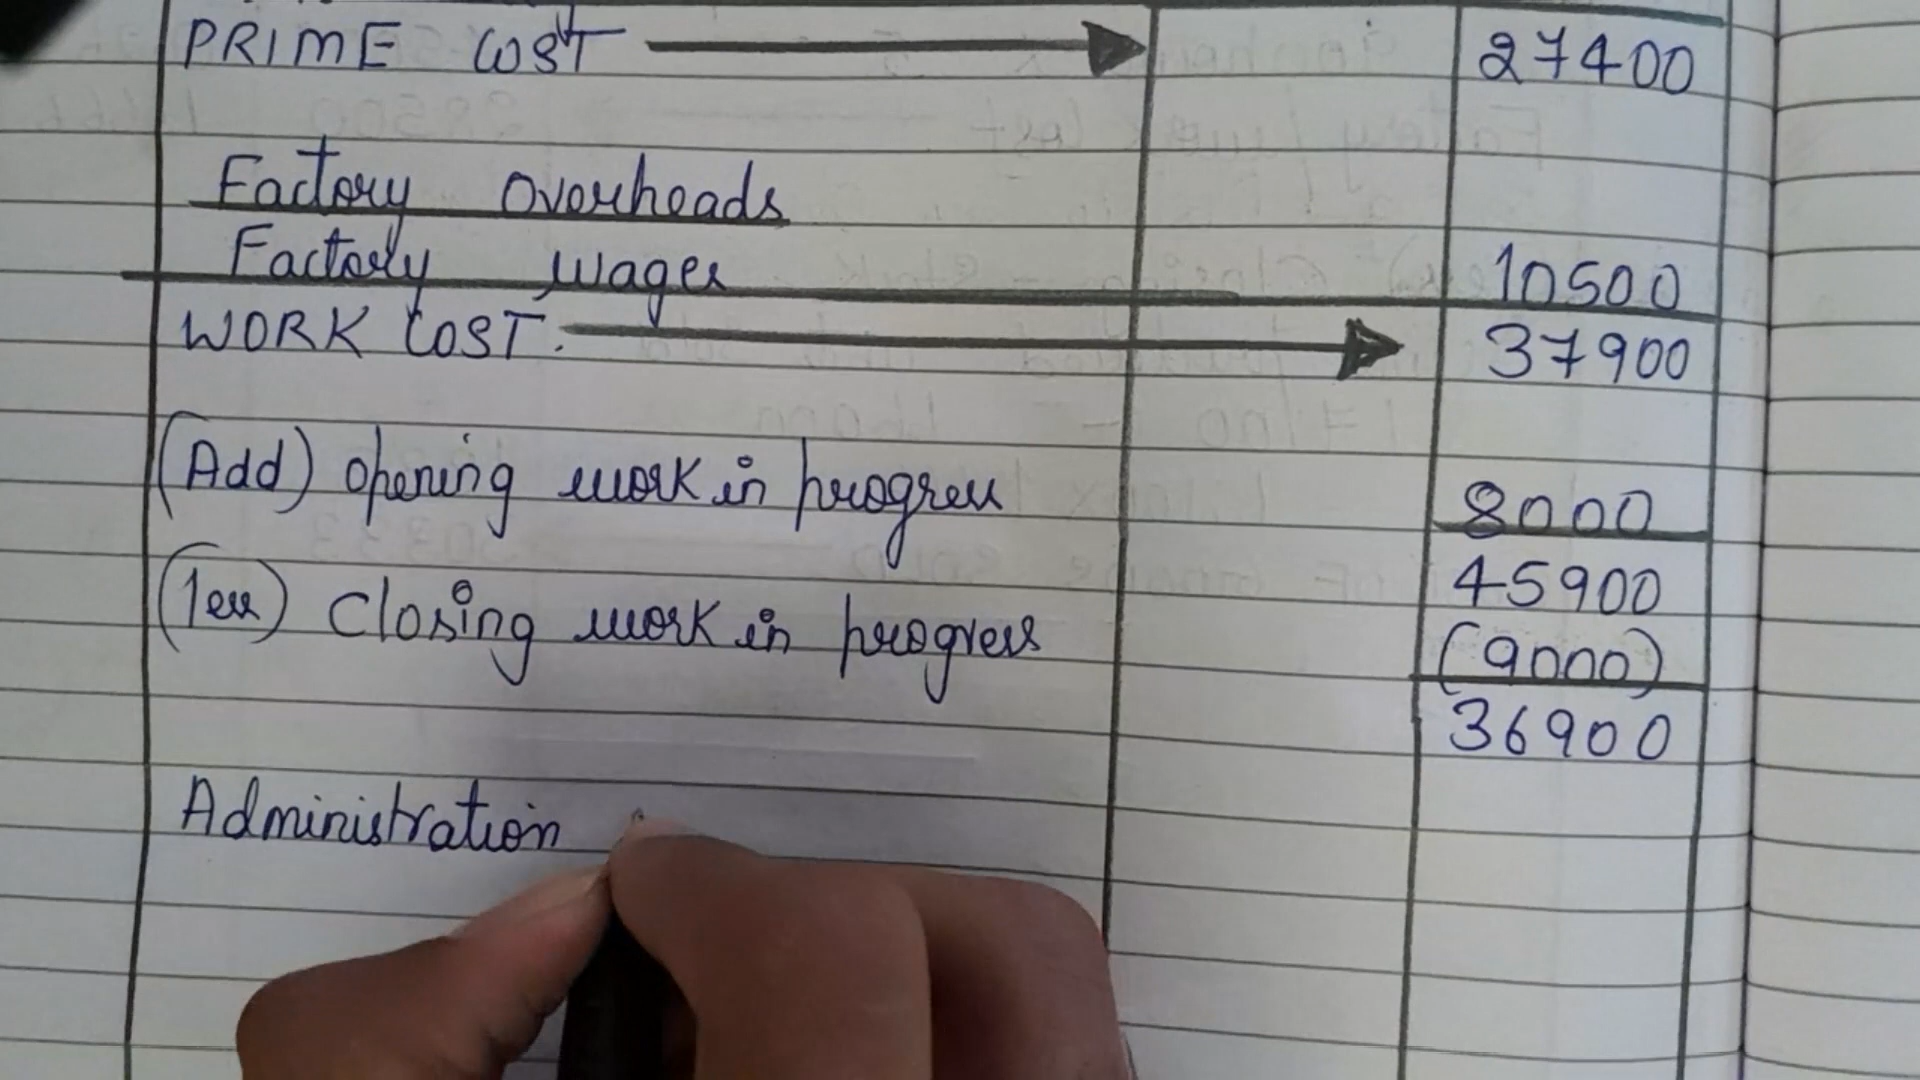 PRIME COST 27400
Factory Overheads
Factory wages 10500
WORK COST. 37900
(Add) opening work in progress 8000
45900
(less) Closing work in progress (9000)
36900
Administration